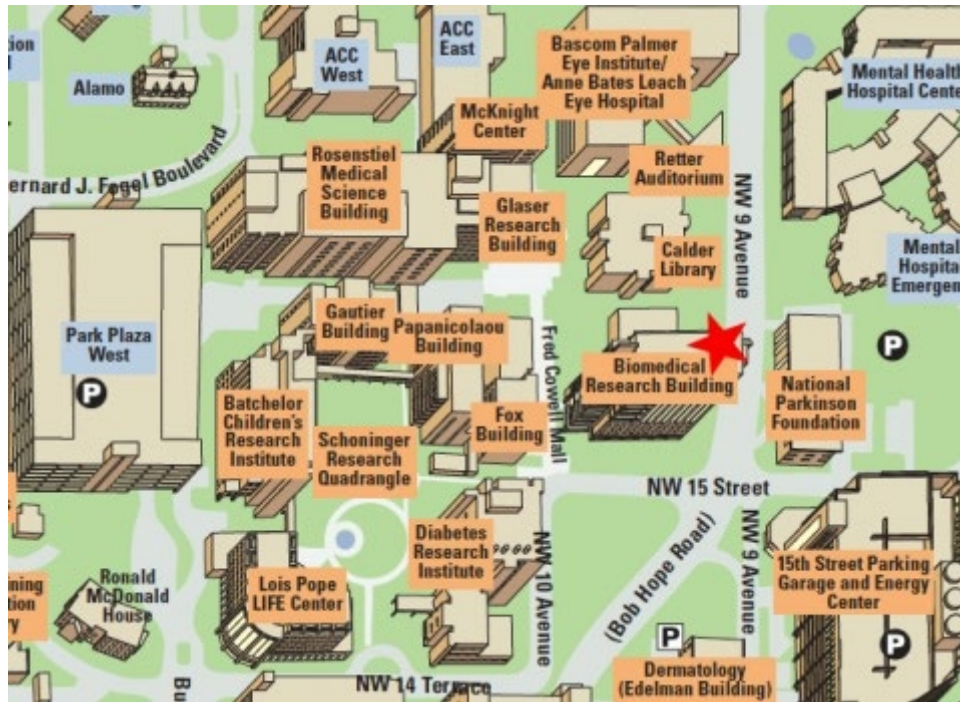 ACC
East
ACC
West
Alamo
Bascom Palmer
Eye Institute/
Anne Bates Leach
Eye Hospital
Mental Health
Hospital Cente
McKnight
Center
Rosenstiel
Medical
Science
Building
Retter
Auditorium
NW 9 Avenue
ernard J. Fogel Boulevard
Glaser
Research
Building
Calder
Library
Mental
Hospita
Emergen
Park Plaza
West
P
Gautier
Building
Papanicolaou
Building
Fred Cowell Mall
Biomedical
Research Building
P
National
Parkinson
Foundation
Batchelor
Children's
Research
Institute
Schoninger
Research
Quadrangle
Fox
Building
NW 15 Street
Diabetes
Research
Institute
NW 10 Avenue
(Bob Hope Road)
NW 9 Avenue
15th Street Parking
Garage and Energy
Center
P
Ronald
McDonald
House
Lois Pope
LIFE Center
P
Dermatology
(Edelman Building)
NW 14 Terrace
Bu